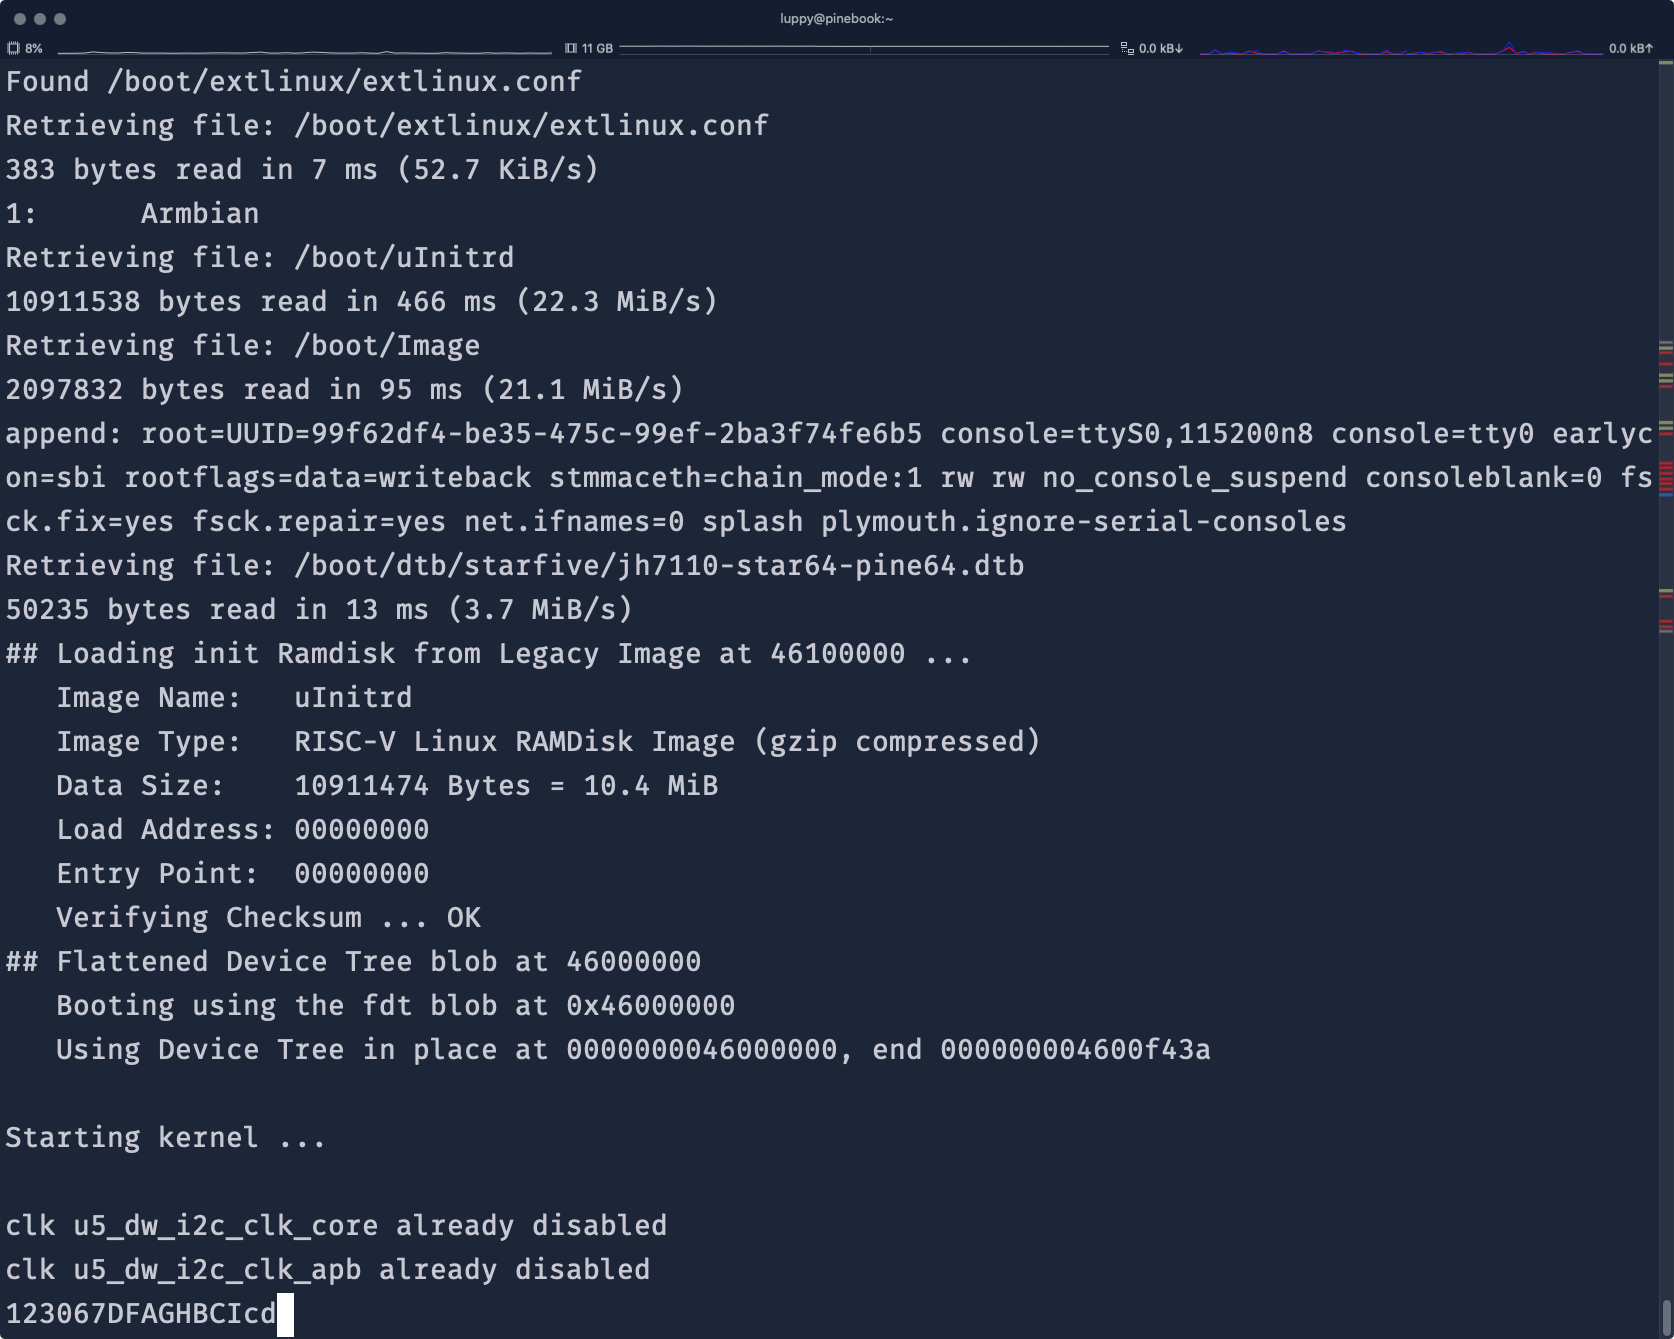 luppy@pinebook:~
8% 11 GB 0.0 kB↓ 0.0 kB↑
Found /boot/extlinux/extlinux.conf
Retrieving file: /boot/extlinux/extlinux.conf
383 bytes read in 7 ms (52.7 KiB/s)
1:      Armbian
Retrieving file: /boot/uInitrd
10911538 bytes read in 466 ms (22.3 MiB/s)
Retrieving file: /boot/Image
2097832 bytes read in 95 ms (21.1 MiB/s)
append: root=UUID=99f62df4-be35-475c-99ef-2ba3f74fe6b5 console=ttyS0,115200n8 console=tty0 earlyc
on=sbi rootflags=data=writeback stmmaceth=chain_mode:1 rw rw no_console_suspend consoleblank=0 fs
ck.fix=yes fsck.repair=yes net.ifnames=0 splash plymouth.ignore-serial-consoles
Retrieving file: /boot/dtb/starfive/jh7110-star64-pine64.dtb
50235 bytes read in 13 ms (3.7 MiB/s)
## Loading init Ramdisk from Legacy Image at 46100000 ...
   Image Name:   uInitrd
   Image Type:   RISC-V Linux RAMDisk Image (gzip compressed)
   Data Size:    10911474 Bytes = 10.4 MiB
   Load Address: 00000000
   Entry Point:  00000000
   Verifying Checksum ... OK
## Flattened Device Tree blob at 46000000
   Booting using the fdt blob at 0x46000000
   Using Device Tree in place at 0000000046000000, end 000000004600f43a
Starting kernel ...
clk u5_dw_i2c_clk_core already disabled
clk u5_dw_i2c_clk_apb already disabled
123067DFAGHBCIcd